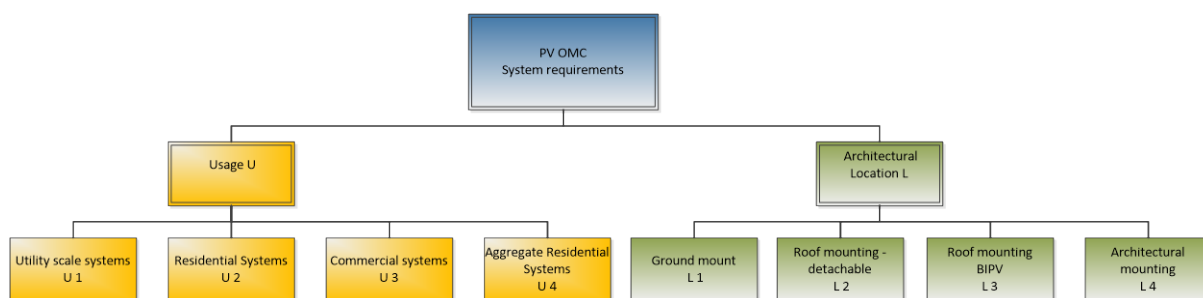 PV OMC
System requirements
Usage U
Architectural
Location L
Utility scale systems
U 1
Residential Systems
U 2
Commercial systems
U 3
Aggregate Residential
Systems
U 4
Ground mount
L 1
Roof mounting -
detachable
L 2
Roof mounting
BIPV
L 3
Architectural
mounting
L 4